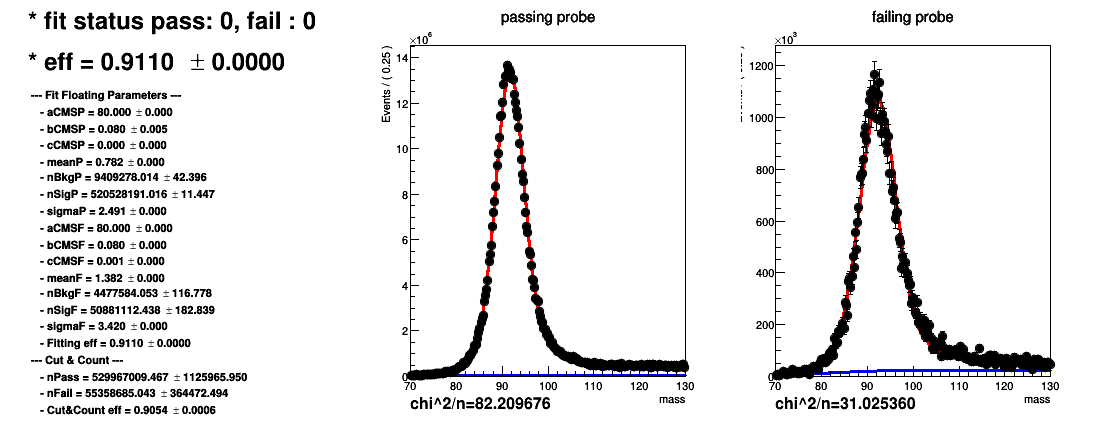 * fit status pass: 0, fail : 0
* eff = 0.9110 ± 0.0000
--- Fit Floating Parameters ---
- aCMSP = 80.000 ± 0.000
- bCMSP = 0.080 ± 0.005
- cCMSP = 0.000 ± 0.000
- meanP = 0.782 ± 0.000
- nBkgP = 9409278.014 ± 42.396
- nSigP = 520528191.016 ± 11.447
- sigmaP = 2.491 ± 0.000
- aCMSF = 80.000 ± 0.000
- bCMSF = 0.080 ± 0.000
- cCMSF = 0.001 ± 0.000
- meanF = 1.382 ± 0.000
- nBkgF = 4477584.053 ± 116.778
- nSigF = 50881112.438 ± 182.839
- sigmaF = 3.420 ± 0.000
- Fitting eff = 0.9110 ± 0.0000
--- Cut & Count ---
- nPass = 529967009.467 ± 1125965.950
- nFail = 55358685.043 ± 364472.494
- Cut&Count eff = 0.9054 ± 0.0006
passing probe
×10^6
Events / ( 0.25 )
14
12
10
8
6
4
2
0
70 80 90 100 110 120 130
mass
chi^2/n=82.209676
failing probe
×10^3
1200
1000
800
600
400
200
0
70 80 90 100 110 120 130
mass
chi^2/n=31.025360